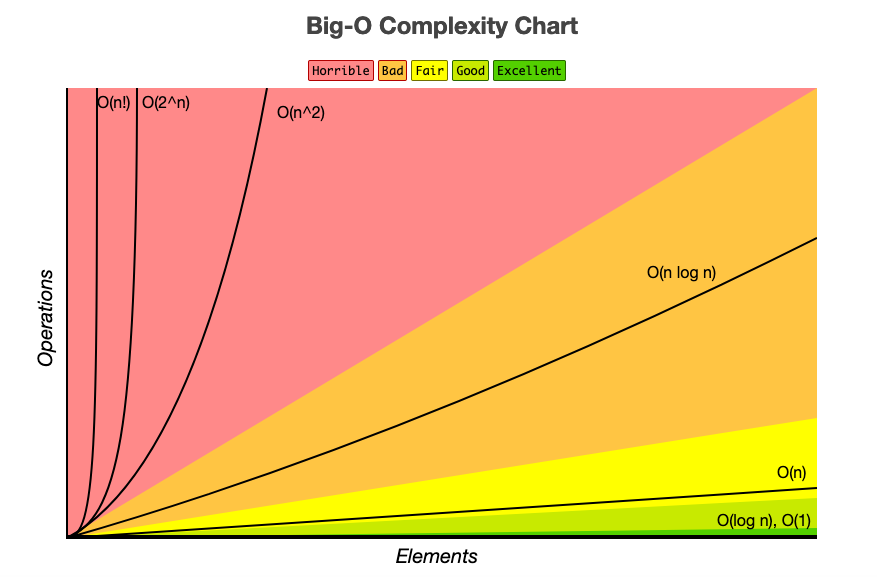 Big-O Complexity Chart
Horrible Bad Fair Good Excellent
O(n!) O(2^n)
O(n^2)
O(n log n)
Operations
O(n)
O(log n), O(1)
Elements